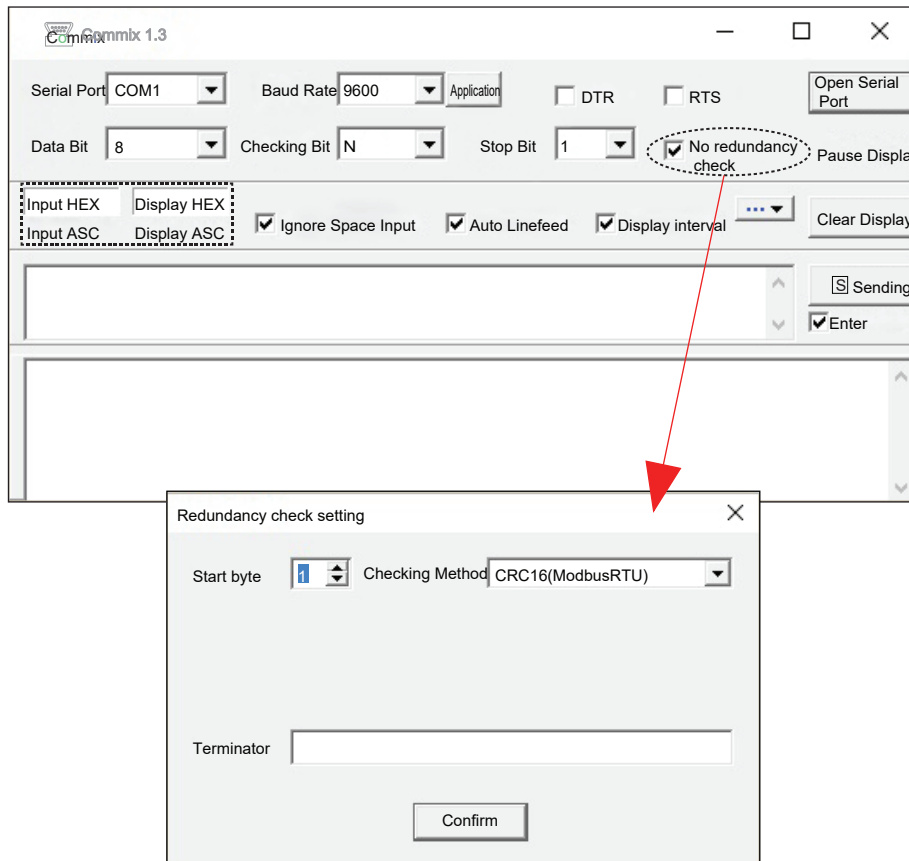 Commix 1.3
Serial Port COM1 Baud Rate 9600 Application DTR RTS Open Serial Port
Data Bit 8 Checking Bit N Stop Bit 1 No redundancy check Pause Displa
Input HEX Display HEX
Input ASC Display ASC Ignore Space Input Auto Linefeed Display interval ... Clear Display
S Sending
Enter
Redundancy check setting
Start byte 1 Checking Method CRC16(ModbusRTU)
Terminator
Confirm